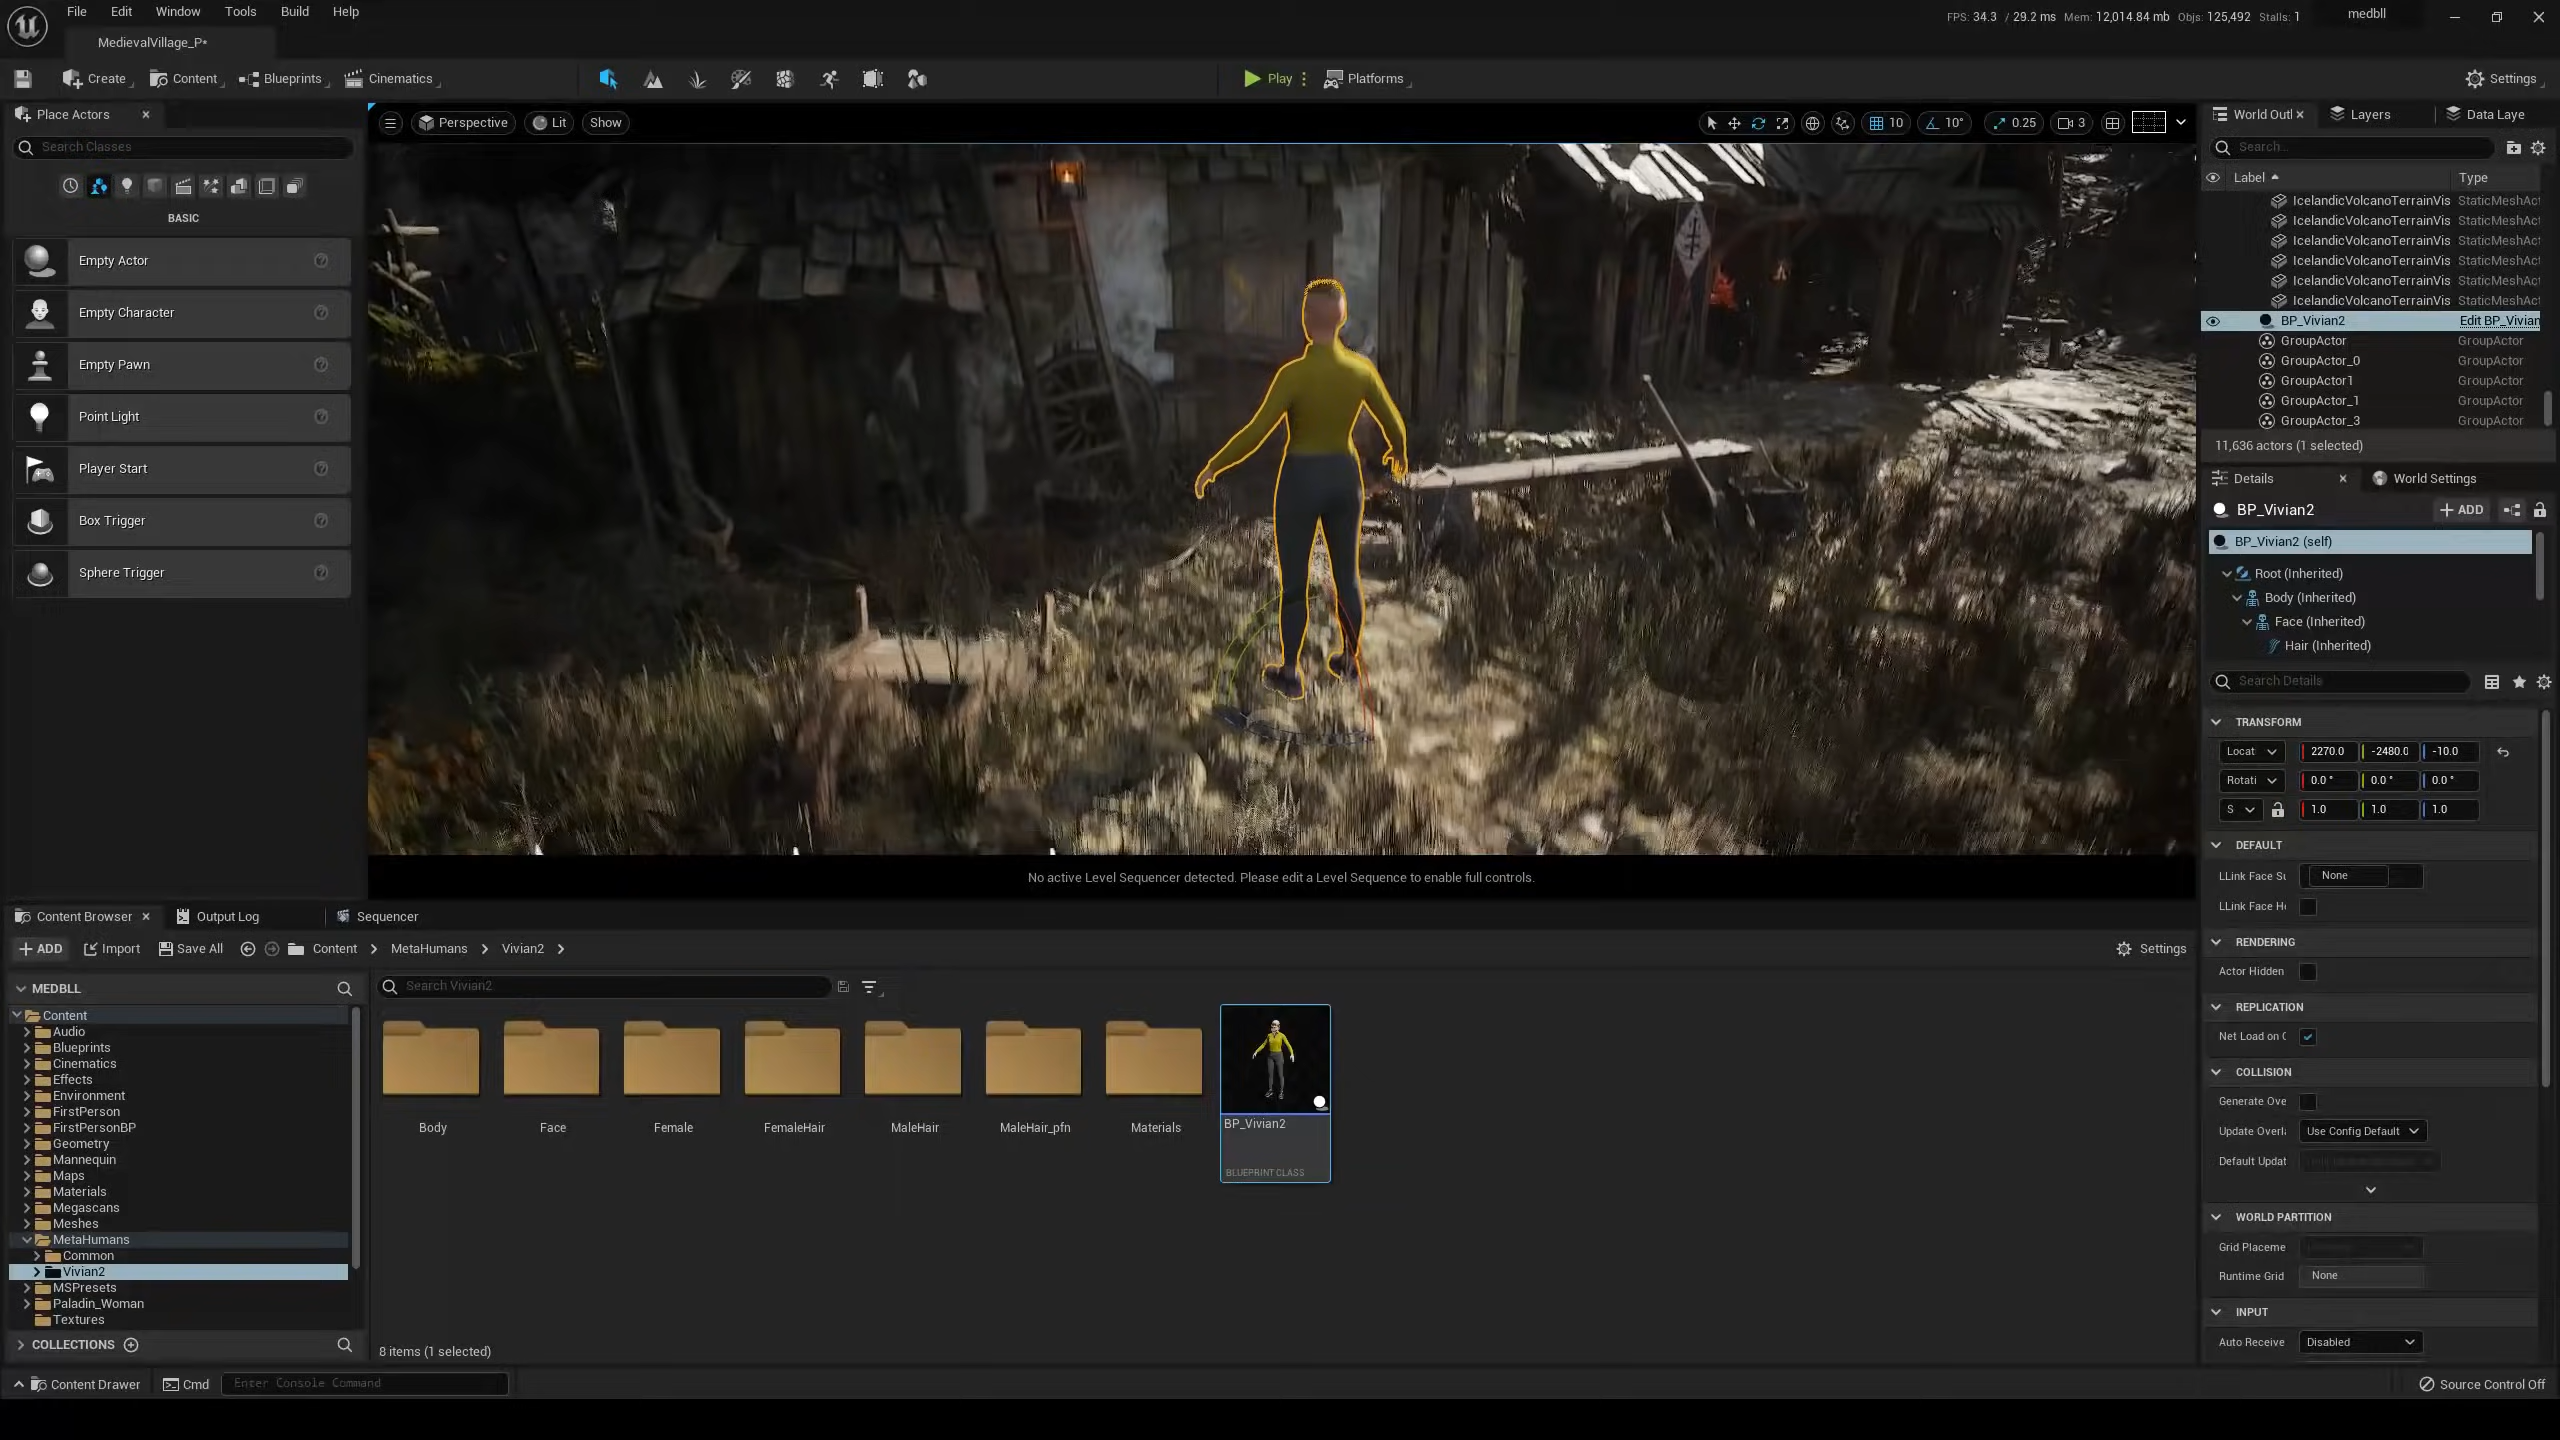 File Edit Window Tools Build Help
FPS: 34.3 / 29.2 ms Mem: 12,014.84 mb Objs: 125,492 Stalls: 1
medbll
MedievalVillage_P*
Create
Content
Blueprints
Cinematics
Play
Platforms
Settings
Place Actors
Search Classes
BASIC
Empty Actor
Empty Character
Empty Pawn
Point Light
Player Start
Box Trigger
Sphere Trigger
Perspective
Lit
Show
10
10°
0.25
3
No active Level Sequencer detected. Please edit a Level Sequence to enable full controls.
World Outl
Layers
Data Laye
Search...
Label Type
IcelandicVolcanoTerrainVis StaticMeshAct
IcelandicVolcanoTerrainVis StaticMeshAct
IcelandicVolcanoTerrainVis StaticMeshAct
IcelandicVolcanoTerrainVis StaticMeshAct
IcelandicVolcanoTerrainVis StaticMeshAct
IcelandicVolcanoTerrainVis StaticMeshAct
BP_Vivian2 Edit BP_Vivian
GroupActor GroupActor
GroupActor_0 GroupActor
GroupActor1 GroupActor
GroupActor_1 GroupActor
GroupActor_3 GroupActor
11,636 actors (1 selected)
Details
World Settings
BP_Vivian2
+ ADD
BP_Vivian2 (self)
Root (Inherited)
Body (Inherited)
Face (Inherited)
Hair (Inherited)
Search Details
TRANSFORM
Locat 2270.0 -2480.0 -10.0
Rotati 0.0 ° 0.0 ° 0.0 °
S 1.0 1.0 1.0
DEFAULT
LLink Face Su None
LLink Face He
RENDERING
Actor Hidden
REPLICATION
Net Load on C
COLLISION
Generate Ove
Update Overla Use Config Default
Default Updat
WORLD PARTITION
Grid Placeme
Runtime Grid None
INPUT
Auto Receive Disabled
Content Browser
Output Log
Sequencer
+ ADD
Import
Save All
Content > MetaHumans > Vivian2 >
Settings
MEDBLL
Content
Audio
Blueprints
Cinematics
Effects
Environment
FirstPerson
FirstPersonBP
Geometry
Mannequin
Maps
Materials
Megascans
Meshes
MetaHumans
Common
Vivian2
MSPresets
Paladin_Woman
Textures
COLLECTIONS
Search Vivian2
Body
Face
Female
FemaleHair
MaleHair
MaleHair_pfn
Materials
BP_Vivian2
BLUEPRINT CLASS
8 items (1 selected)
Content Drawer
Cmd
Enter Console Command
Source Control Off